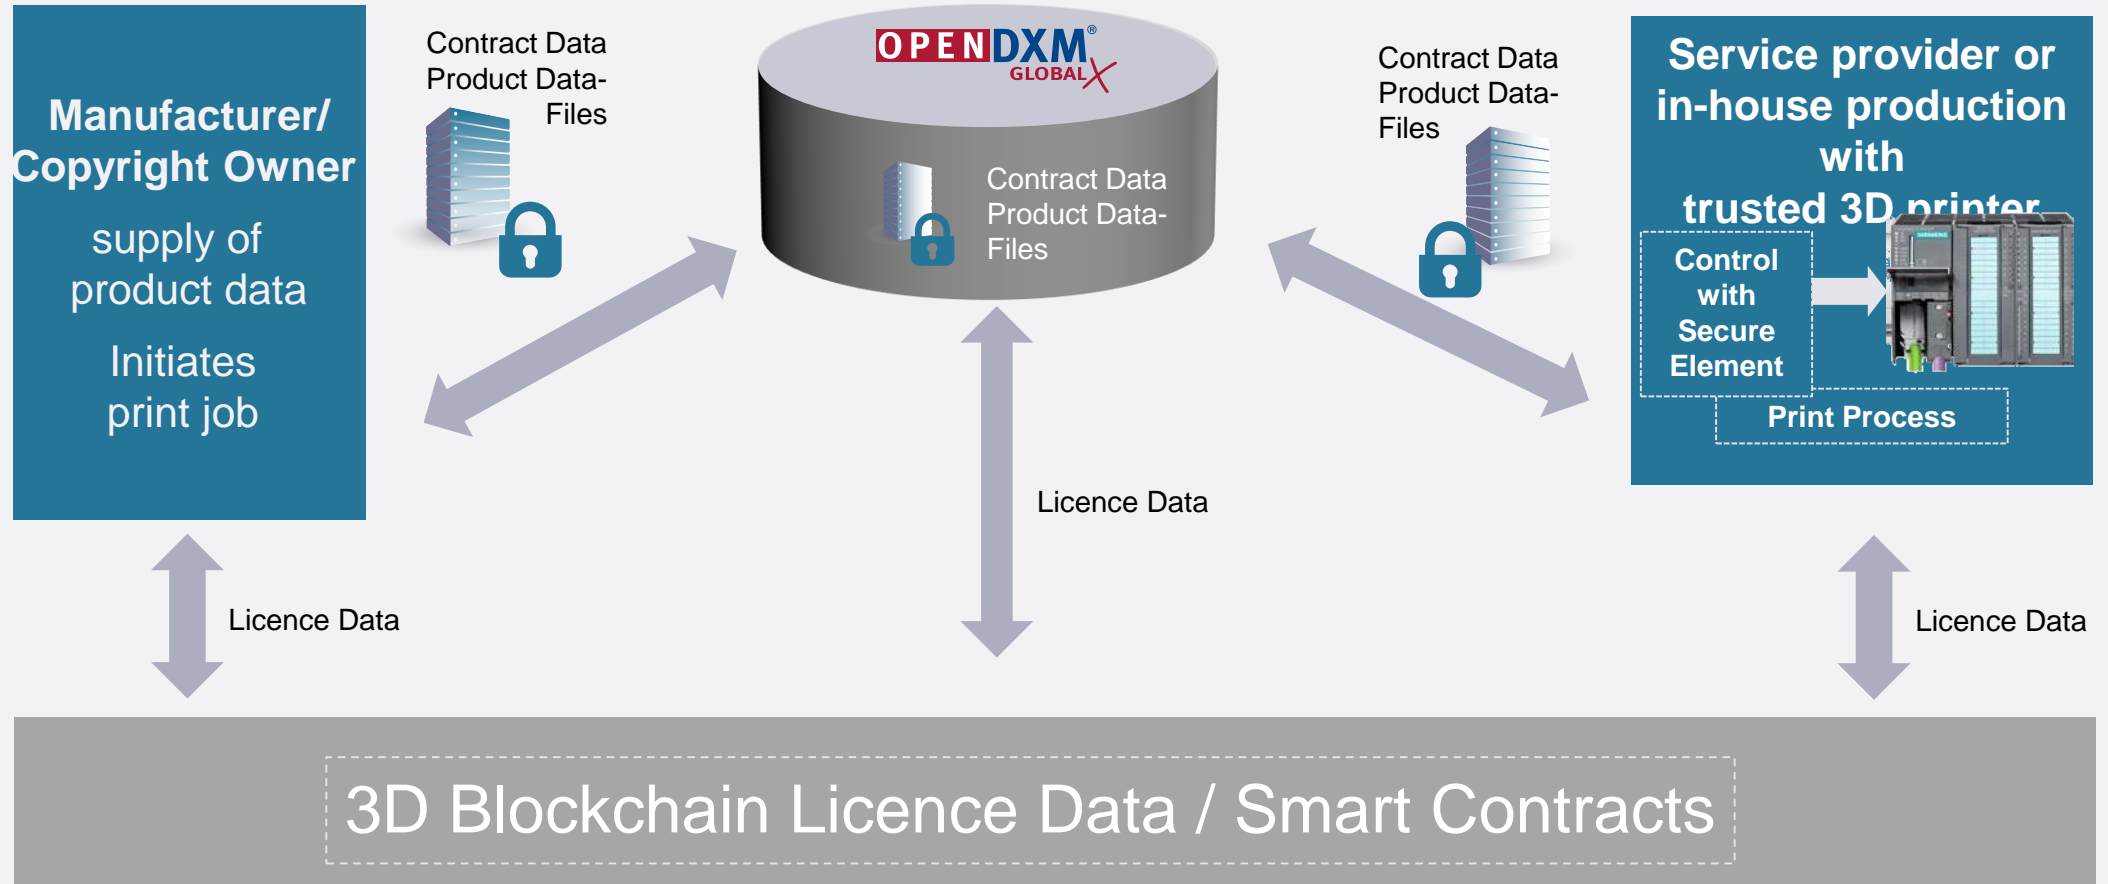 Manufacturer/
Copyright Owner
supply of
product data
Initiates
print job
Contract Data
Product Data-
Files
OPENDXM®
GLOBALX
Contract Data
Product Data-
Files
Contract Data
Product Data-
Files
Service provider or
in-house production
with
trusted 3D printer
SIEMENS
Control
with
Secure
Element
Print Process
Licence Data
Licence Data
Licence Data
3D Blockchain Licence Data / Smart Contracts